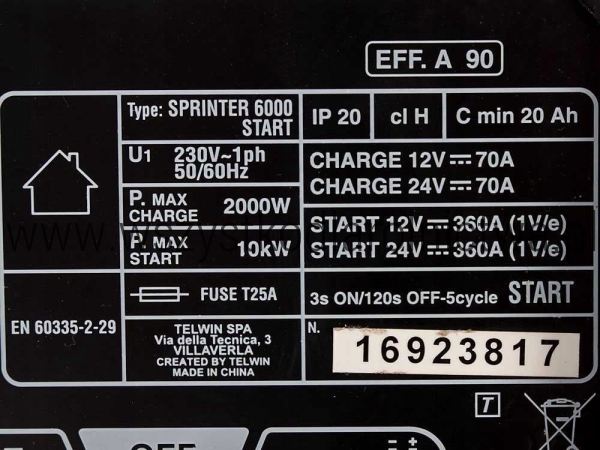 EFF. A 90
Type: SPRINTER 6000
START
IP 20
cl H
C min 20 Ah
U1 230V~1ph
50/60Hz
CHARGE 12V⎓70A
CHARGE 24V⎓70A
P. MAX
CHARGE 2000W
START 12V⎓360A (1V/e)
START 24V⎓360A (1V/e)
P. MAX
START 10kW
FUSE T25A
3s ON/120s OFF-5cycle START
EN 60335-2-29
TELWIN SPA
Via della Tecnica, 3
VILLAVERLA
CREATED BY TELWIN
MADE IN CHINA
N.
16923817
T